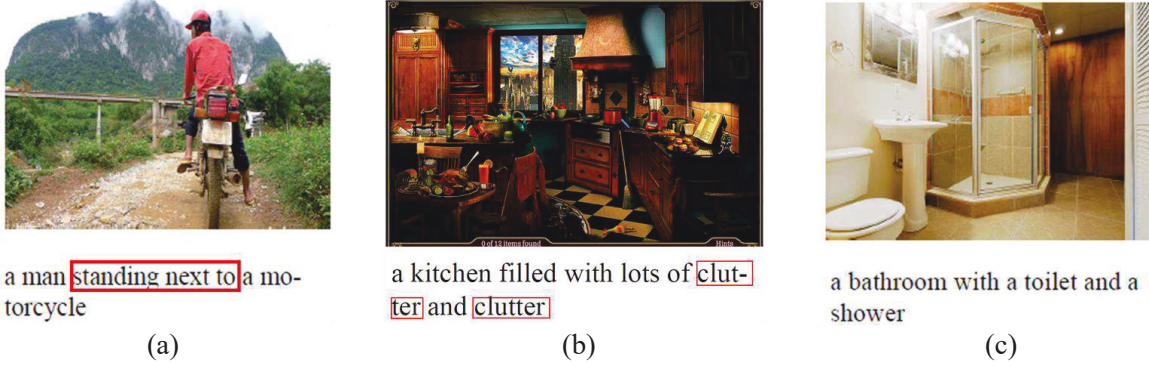 0 of 12 items found
Hints
a man standing next to a mo-
torcycle
(a)
a kitchen filled with lots of clut-
ter and clutter
(b)
a bathroom with a toilet and a
shower
(c)